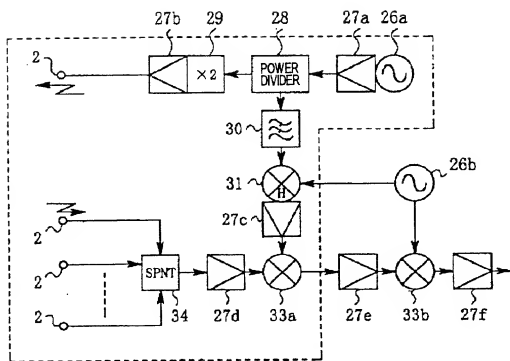 27b 29 28 27a 26a
2
×2
POWER
DIVIDER
30
31
H
26b
27c
2
2
SPNT
2
34 27d 33a 27e 33b 27f